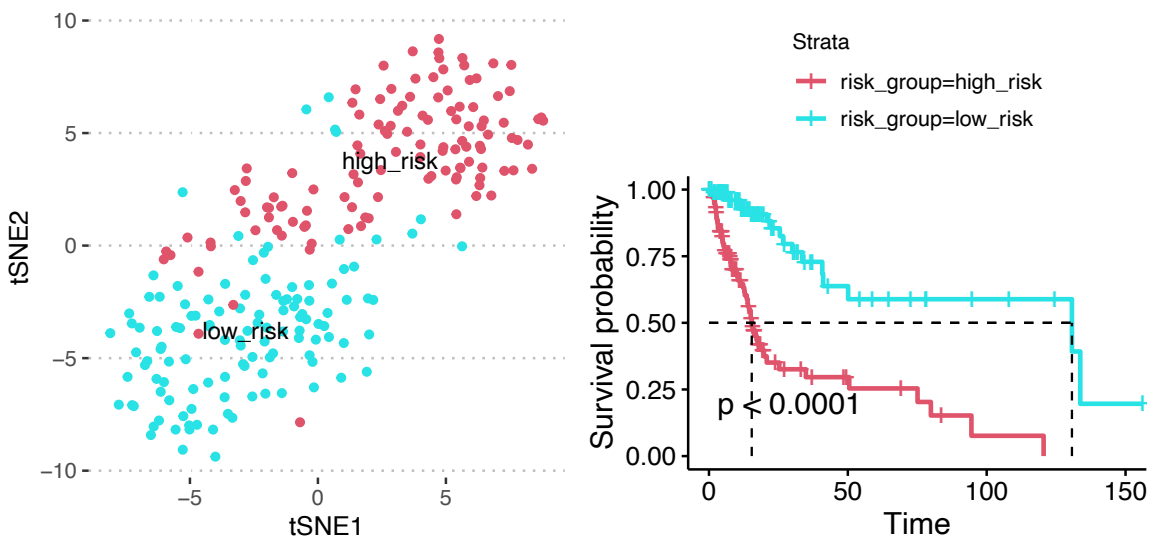 10
5
0
−5
−10
tSNE2
high_risk
low_risk
−5
0
5
tSNE1
Strata
risk_group=high_risk
risk_group=low_risk
1.00
0.75
0.50
0.25
0.00
Survival probability
p < 0.0001
0
50
100
150
Time